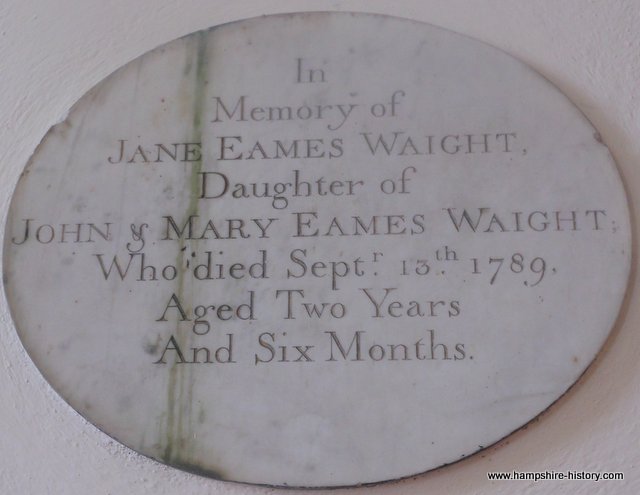 In
Memory of
JANE EAMES WAIGHT,
Daughter of
JOHN & MARY EAMES WAIGHT;
Who died Septr. 13th. 1789,
Aged Two Years
And Six Months.
www.hampshire-history.com